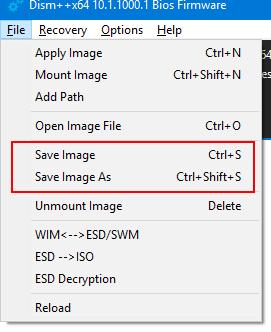 Dism++x64 10.1.1000.1 Bios Firmware
File Recovery Options Help
Apply Image Ctrl+N
Mount Image Ctrl+Shift+N
Add Path
Open Image File Ctrl+O
Save Image Ctrl+S
Save Image As Ctrl+Shift+S
Unmount Image Delete
WIM<-->ESD/SWM
ESD -->ISO
ESD Decryption
Reload